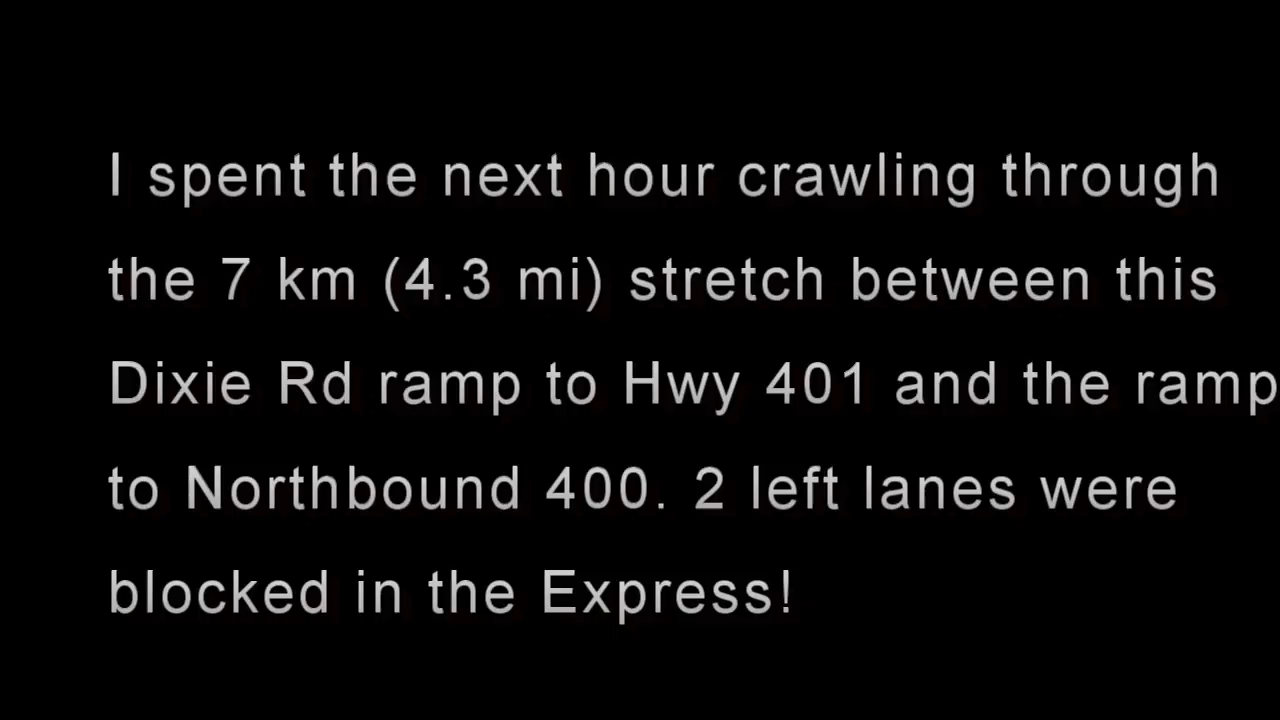 I spent the next hour crawling through
the 7 km (4.3 mi) stretch between this
Dixie Rd ramp to Hwy 401 and the ramp
to Northbound 400. 2 left lanes were
blocked in the Express!